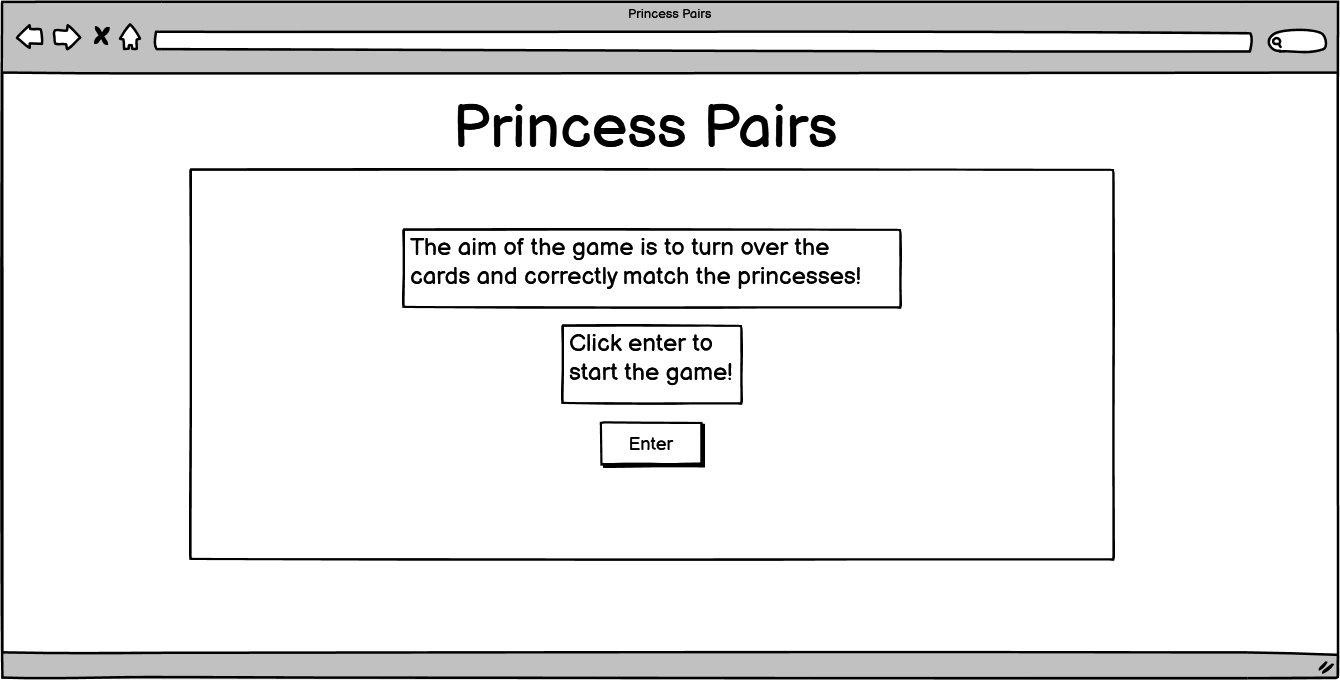 Princess Pairs
Princess Pairs
The aim of the game is to turn over the
cards and correctly match the princesses!
Click enter to
start the game!
Enter